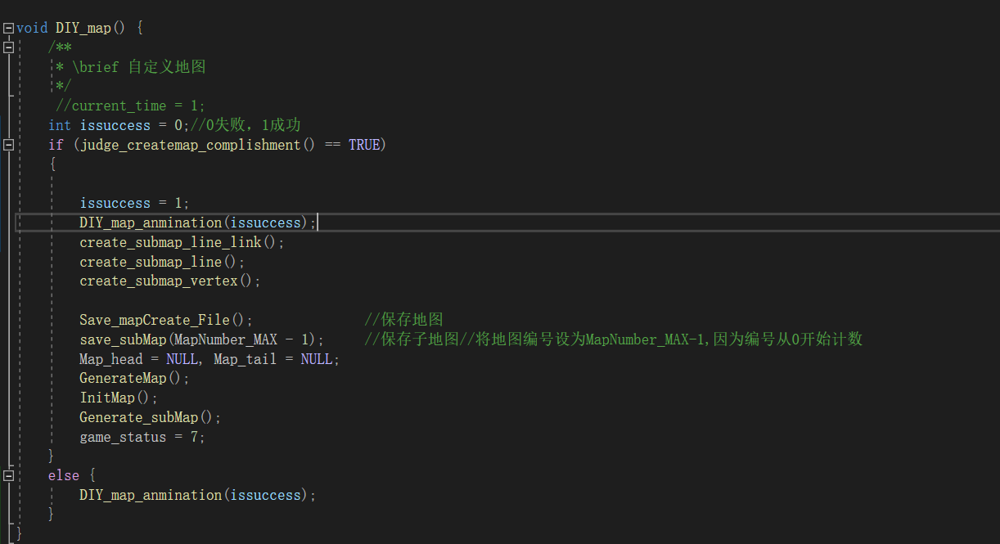 void DIY_map() {
/**
* \brief 自定义地图
*/
//current_time = 1;
int issuccess = 0;//0失败，1成功
if (judge_createmap_complishment() == TRUE)
{
issuccess = 1;
DIY_map_anmination(issuccess);
create_submap_line_link();
create_submap_line();
create_submap_vertex();
Save_mapCreate_File(); //保存地图
save_subMap(MapNumber_MAX - 1); //保存子地图//将地图编号设为MapNumber_MAX-1,因为编号从0开始计数
Map_head = NULL, Map_tail = NULL;
GenerateMap();
InitMap();
Generate_subMap();
game_status = 7;
}
else {
DIY_map_anmination(issuccess);
}
}